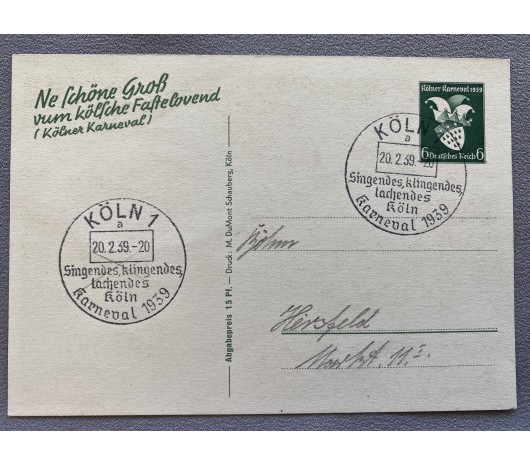 Ne schöne Groß
vum kölsche Fastelovend
(Kölner Karneval)
Kölner Karneval 1939
6 Deutsches Reich 6
KÖLN 1
a
20.2.39.-20
Singendes, klingendes,
lachendes
Köln
Karneval 1939
KÖLN 1
a
20.2.39.-20
Singendes, klingendes,
lachendes
Köln
Karneval 1939
Abgabepreis 15 Pf. – Druck: M. DuMont Schauberg, Köln
Böhm
Hersfeld
Markt